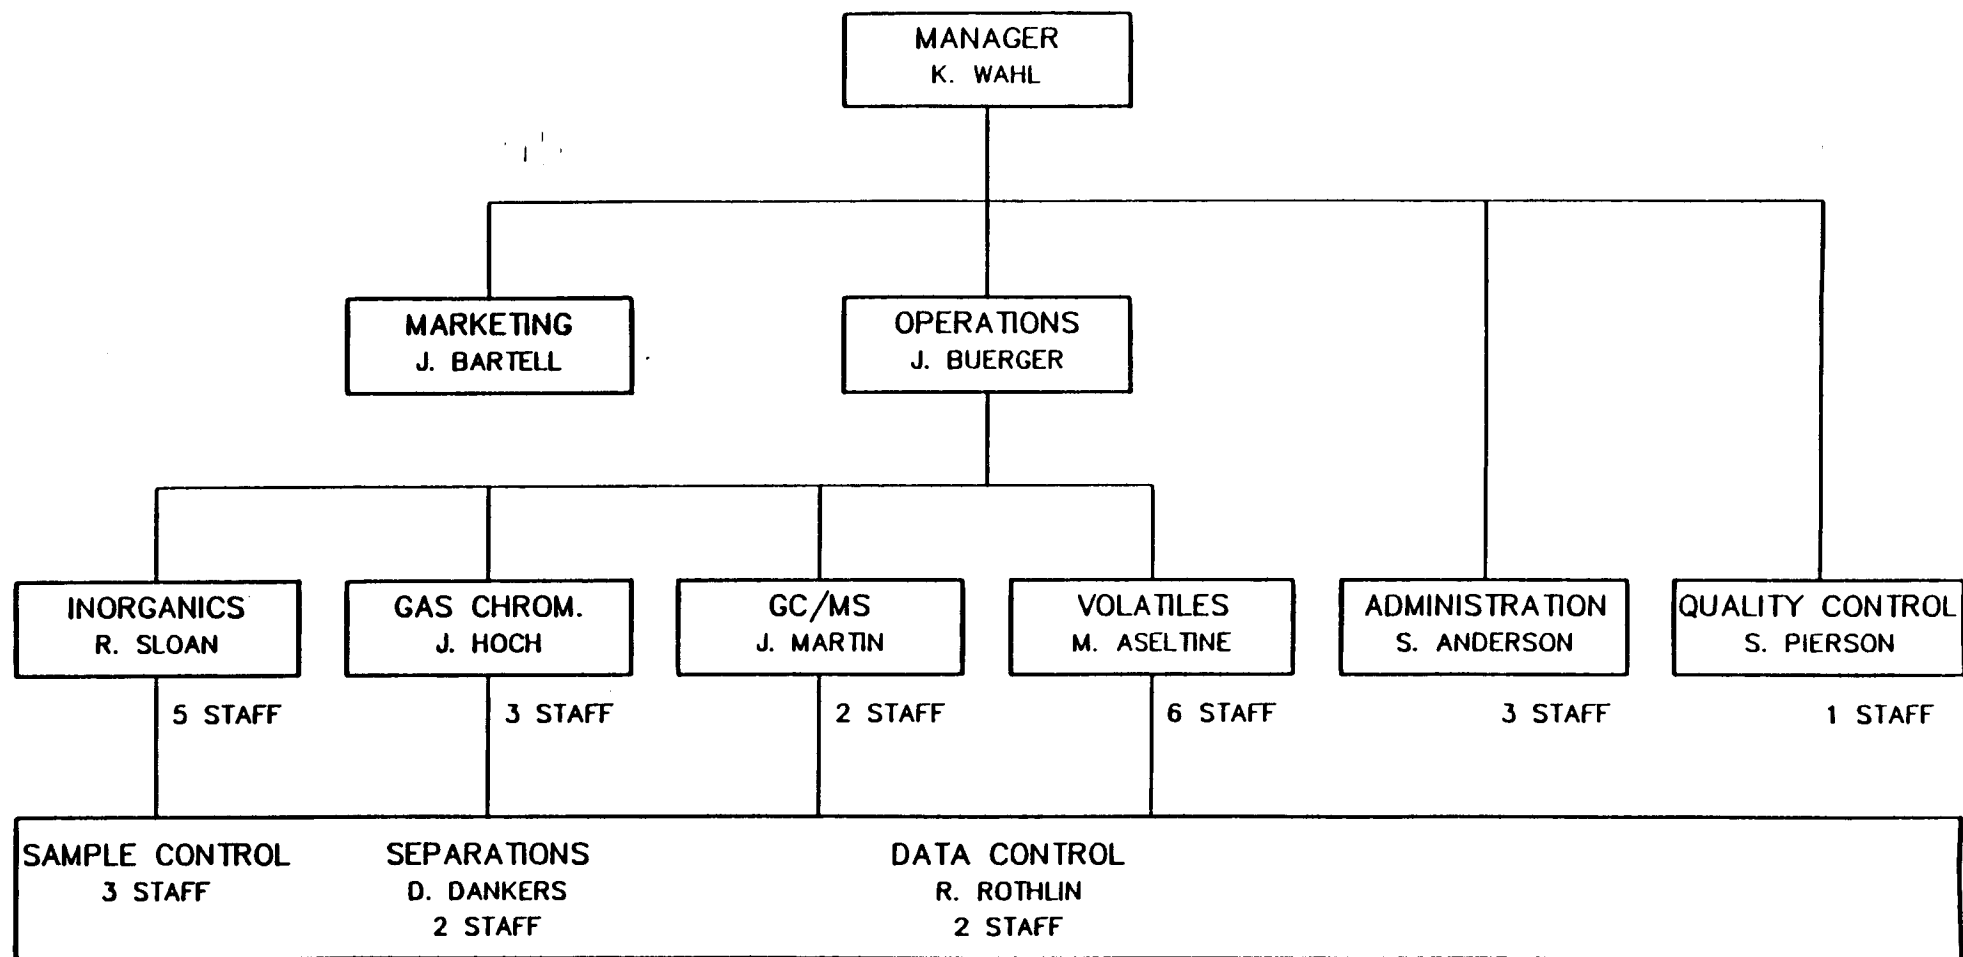 MANAGER
K. WAHL
MARKETING
J. BARTELL
OPERATIONS
J. BUERGER
INORGANICS
R. SLOAN
5 STAFF
GAS CHROM.
J. HOCH
3 STAFF
GC/MS
J. MARTIN
2 STAFF
VOLATILES
M. ASELTINE
6 STAFF
ADMINISTRATION
S. ANDERSON
3 STAFF
QUALITY CONTROL
S. PIERSON
1 STAFF
SAMPLE CONTROL
3 STAFF
SEPARATIONS
D. DANKERS
2 STAFF
DATA CONTROL
R. ROTHLIN
2 STAFF